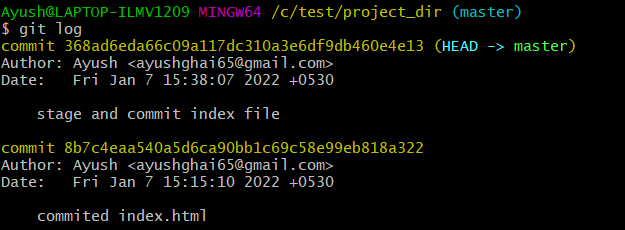 Ayush@LAPTOP-ILMV1209 MINGW64 /c/test/project_dir (master)
$ git log
commit 368ad6eda66c09a117dc310a3e6df9db460e4e13 (HEAD -> master)
Author: Ayush <ayushghai65@gmail.com>
Date:   Fri Jan 7 15:38:07 2022 +0530
    stage and commit index file
commit 8b7c4eaa540a5d6ca90bb1c69c58e99eb818a322
Author: Ayush <ayushghai65@gmail.com>
Date:   Fri Jan 7 15:15:10 2022 +0530
    commited index.html